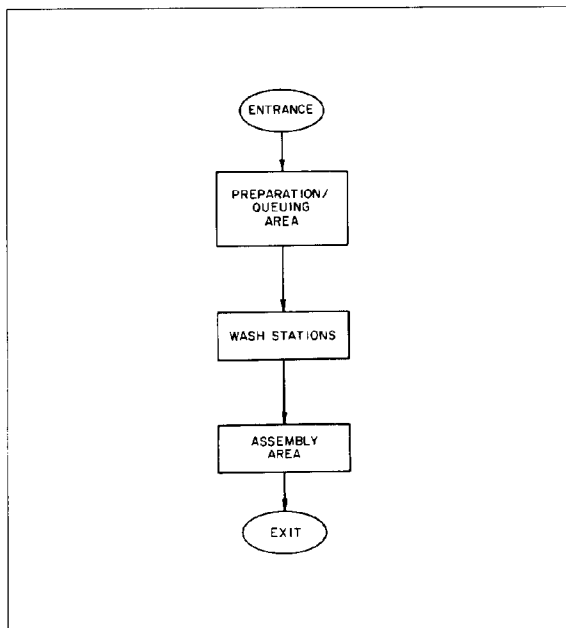 ENTRANCE
PREPARATION/
QUEUING
AREA
WASH STATIONS
ASSEMBLY
AREA
EXIT